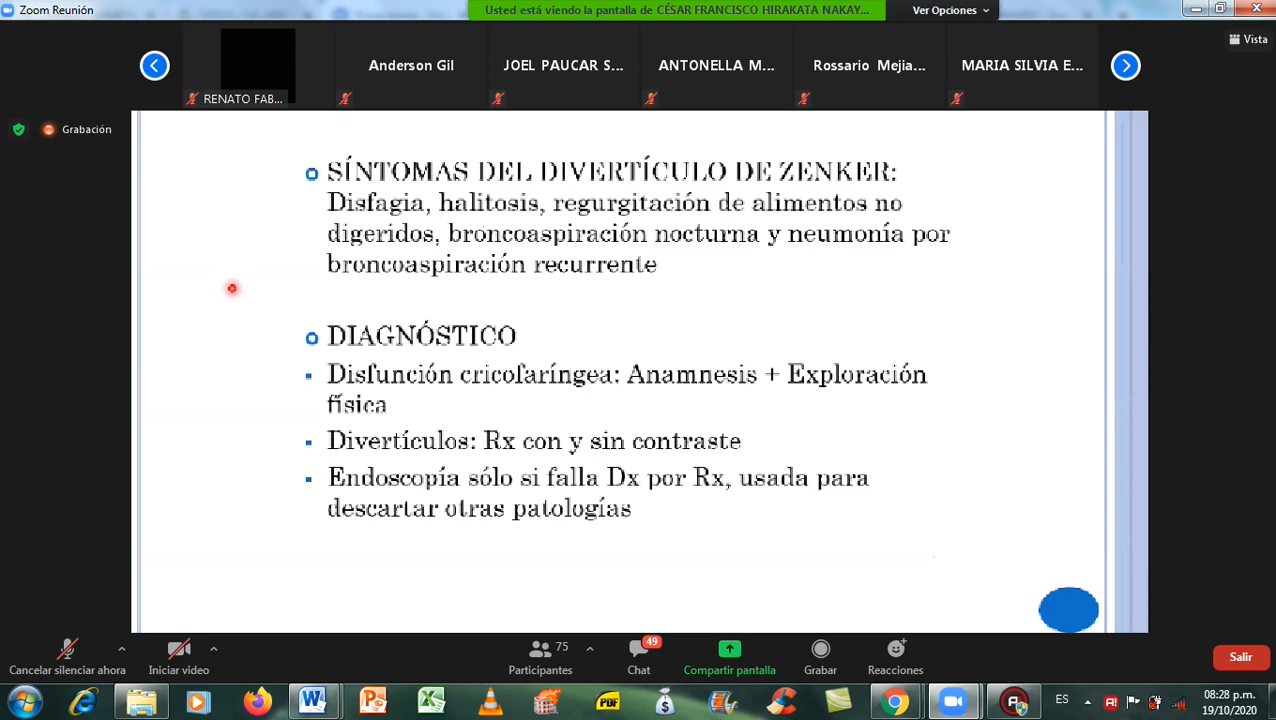 Zoom Reunión
Usted está viendo la pantalla de CÉSAR FRANCISCO HIRAKATA NAKAY...
Ver Opciones
Vista
Anderson Gil
JOEL PAUCAR S...
ANTONELLA M...
Rossario Mejia...
MARIA SILVIA E...
RENATO FAB...
Grabación
SÍNTOMAS DEL DIVERTÍCULO DE ZENKER:
Disfagia, halitosis, regurgitación de alimentos no
digeridos, broncoaspiración nocturna y neumonía por
broncoaspiración recurrente
DIAGNÓSTICO
Disfunción cricofaríngea: Anamnesis + Exploración
física
Divertículos: Rx con y sin contraste
Endoscopía sólo si falla Dx por Rx, usada para
descartar otras patologías
75
49
Cancelar silenciar ahora
Iniciar video
Participantes
Chat
Compartir pantalla
Grabar
Reacciones
Salir
PDF
ES
08:28 p.m.
19/10/2020